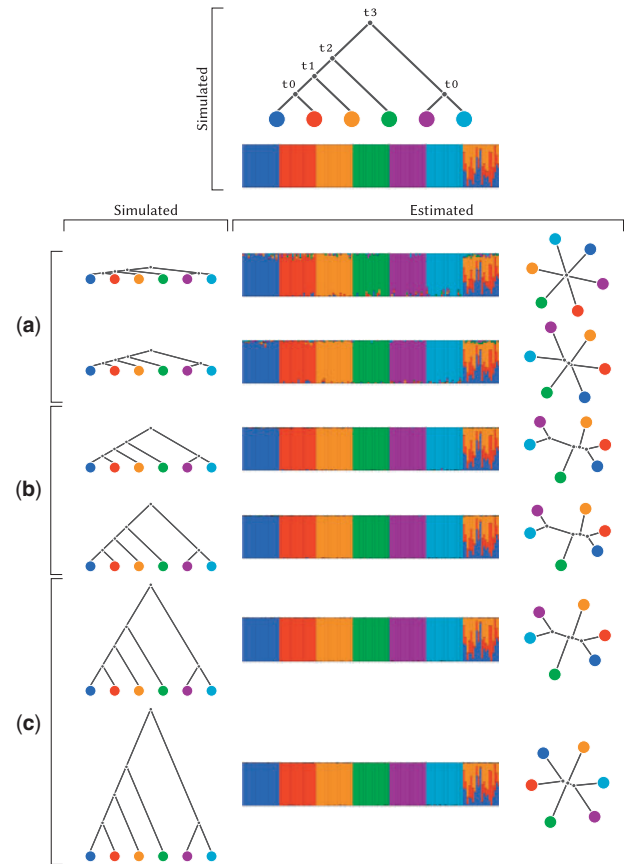 Simulated
t3
t2
t1
t0
t0
Simulated
Estimated
(a)
(b)
(c)